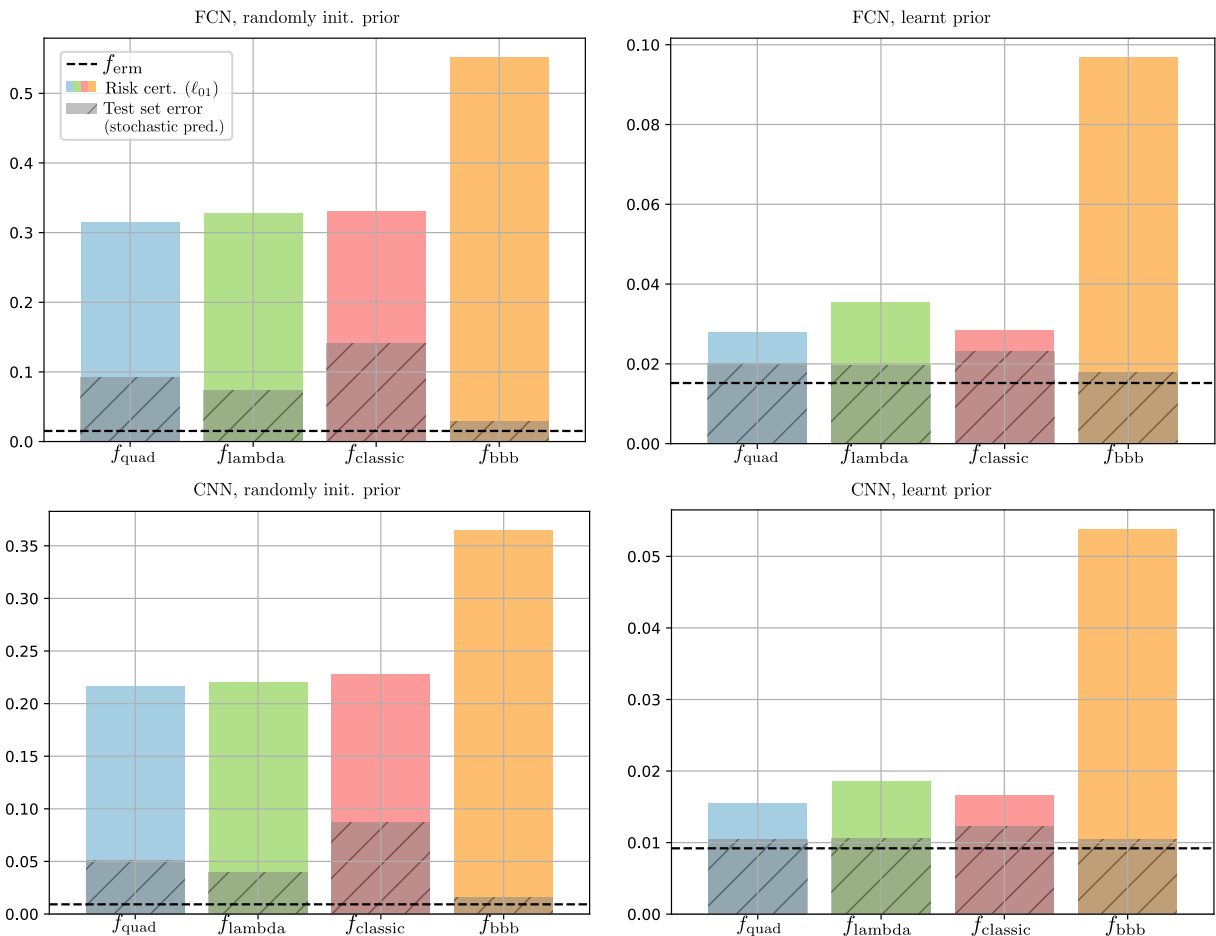 FCN, randomly init. prior
0.5
0.4
0.3
0.2
0.1
0.0
f_erm
Risk cert. (ℓ_01)
Test set error
(stochastic pred.)
f_quad f_lambda f_classic f_bbb
FCN, learnt prior
0.10
0.08
0.06
0.04
0.02
0.00
f_quad f_lambda f_classic f_bbb
CNN, randomly init. prior
0.35
0.30
0.25
0.20
0.15
0.10
0.05
0.00
f_quad f_lambda f_classic f_bbb
CNN, learnt prior
0.05
0.04
0.03
0.02
0.01
0.00
f_quad f_lambda f_classic f_bbb